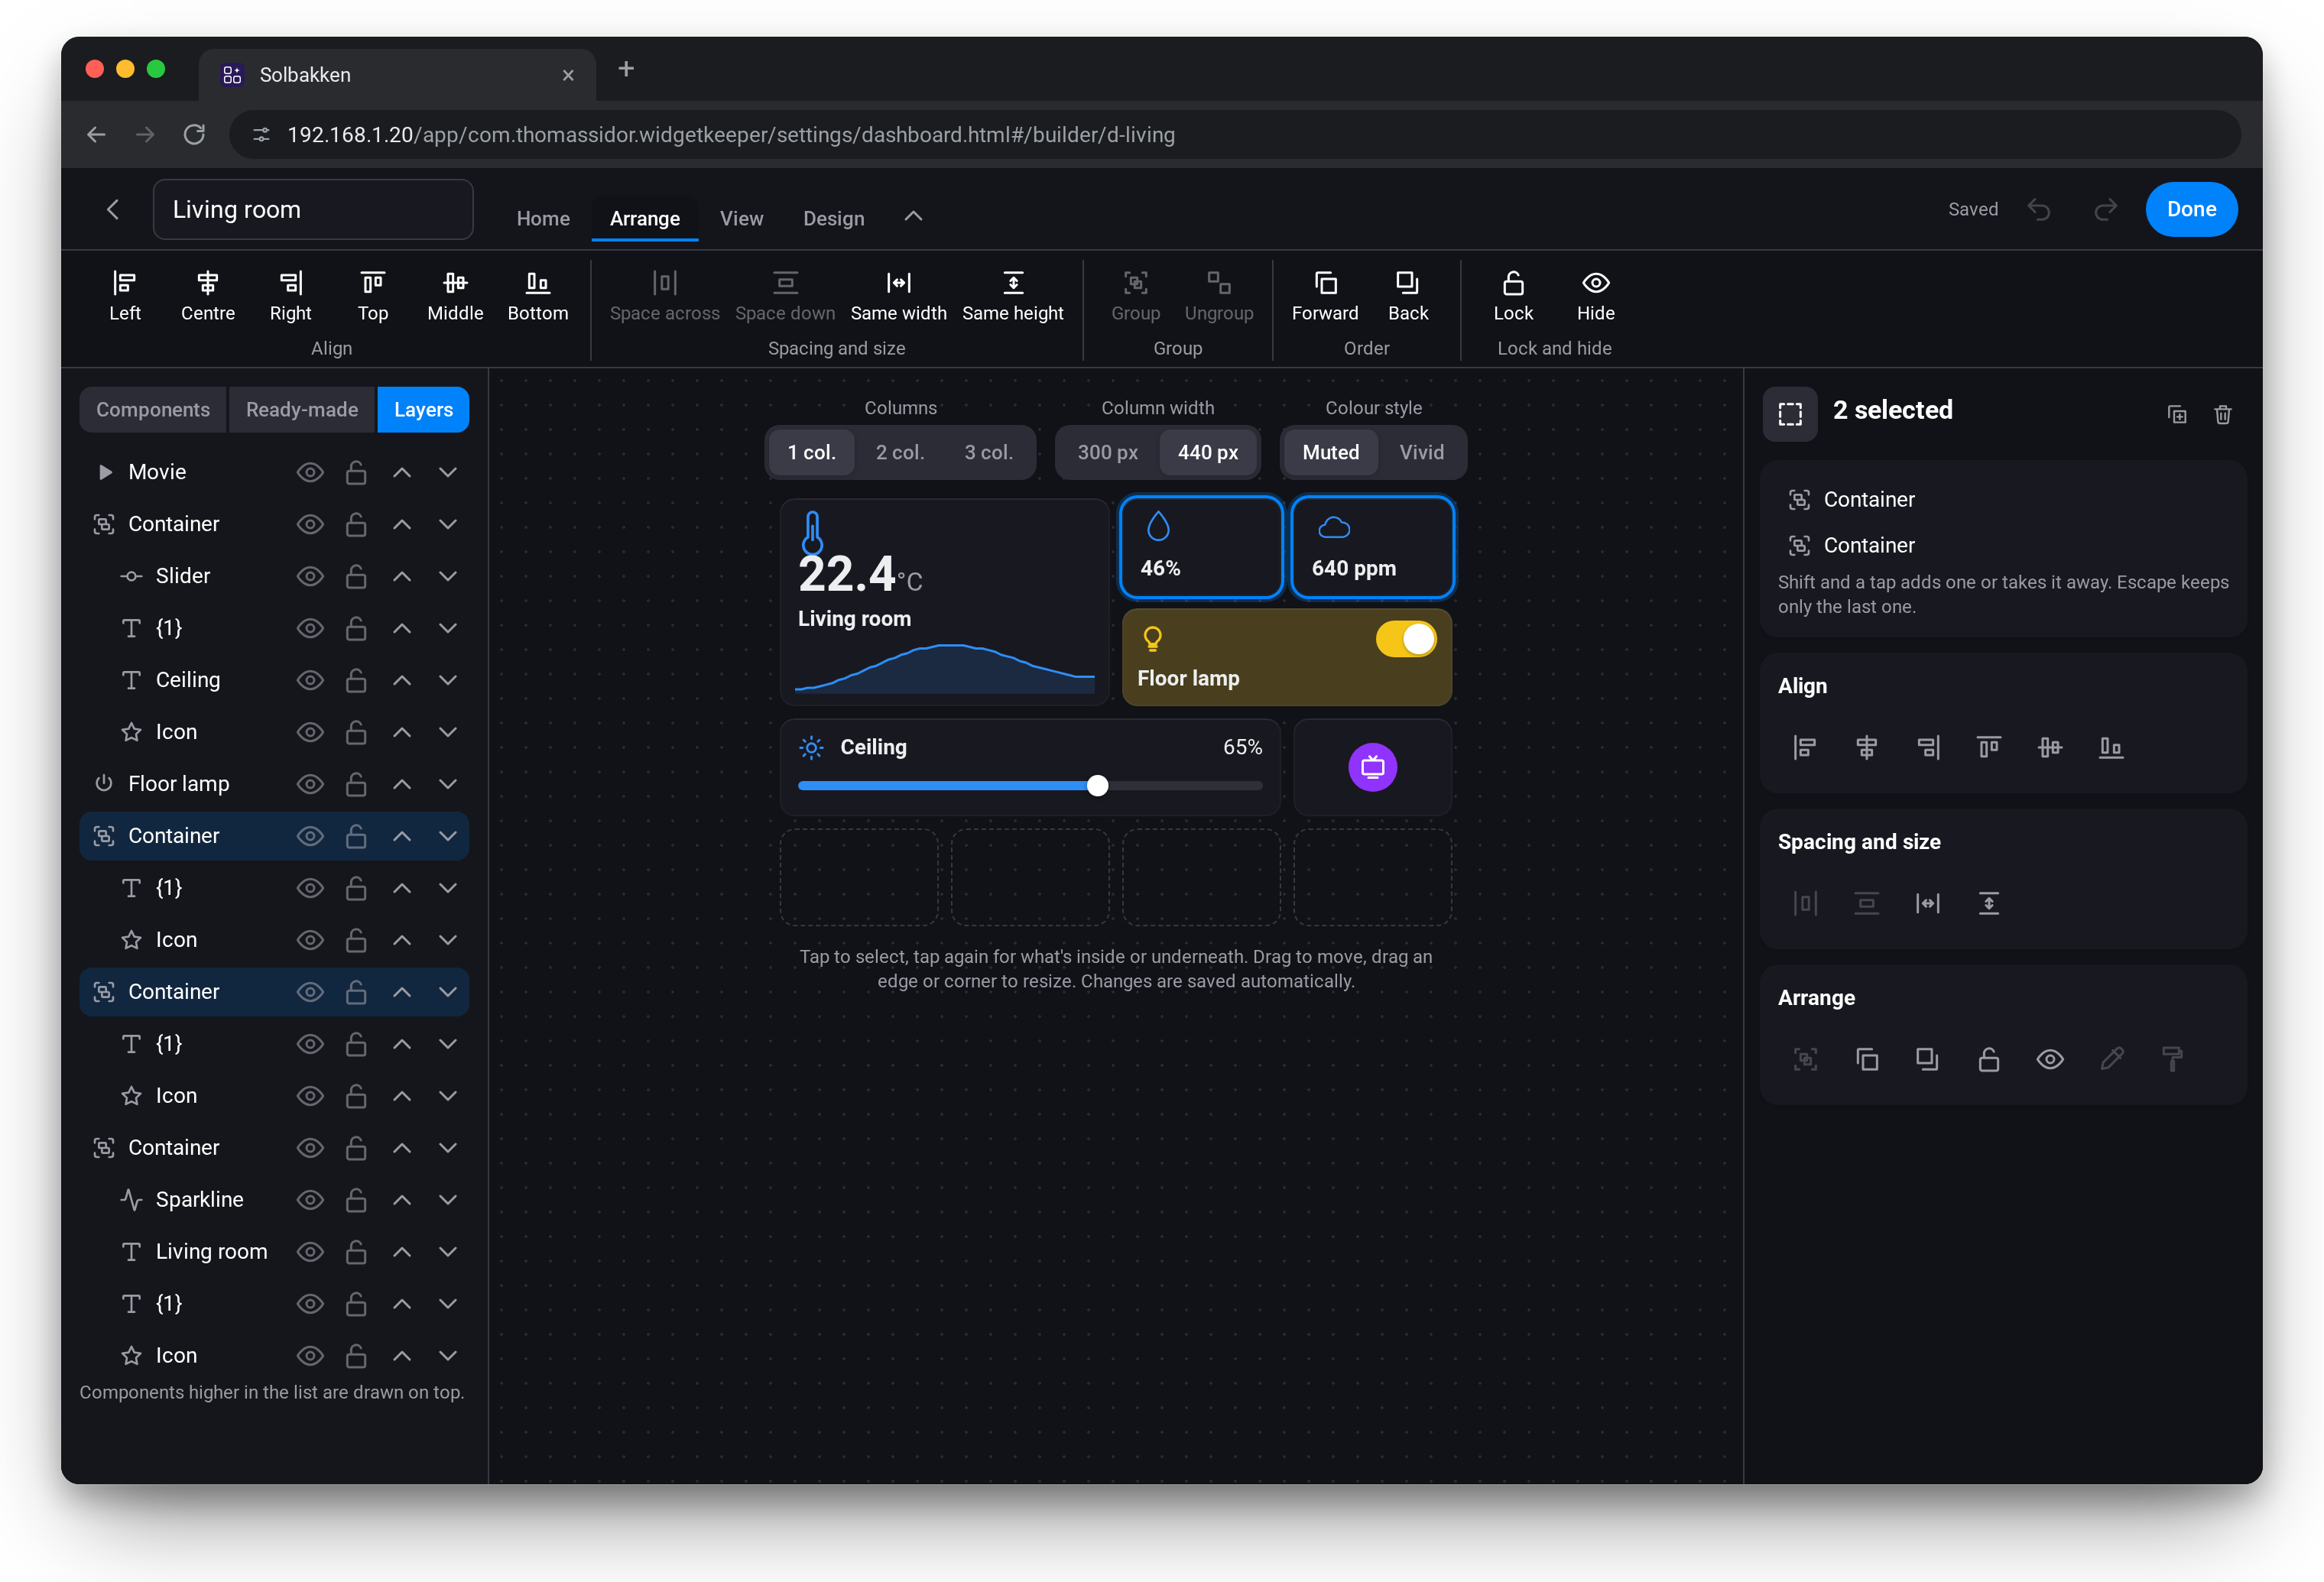 Solbakken
192.168.1.20/app/com.thomassidor.widgetkeeper/settings/dashboard.html#/builder/d-living
Living room
Home Arrange View Design
Saved
Done
Left Centre Right Top Middle Bottom
Align
Space across Space down Same width Same height
Spacing and size
Group Ungroup
Group
Forward Back
Order
Lock Hide
Lock and hide
Components Ready-made Layers
Movie
Container
Slider
{1}
Ceiling
Icon
Floor lamp
Container
{1}
Icon
Container
{1}
Icon
Container
Sparkline
Living room
{1}
Icon
Components higher in the list are drawn on top.
Columns
1 col. 2 col. 3 col.
Column width
300 px 440 px
Colour style
Muted Vivid
22.4°C
Living room
46%
640 ppm
Floor lamp
Ceiling 65%
Tap to select, tap again for what's inside or underneath. Drag to move, drag an
edge or corner to resize. Changes are saved automatically.
2 selected
Container
Container
Shift and a tap adds one or takes it away. Escape keeps
only the last one.
Align
Spacing and size
Arrange